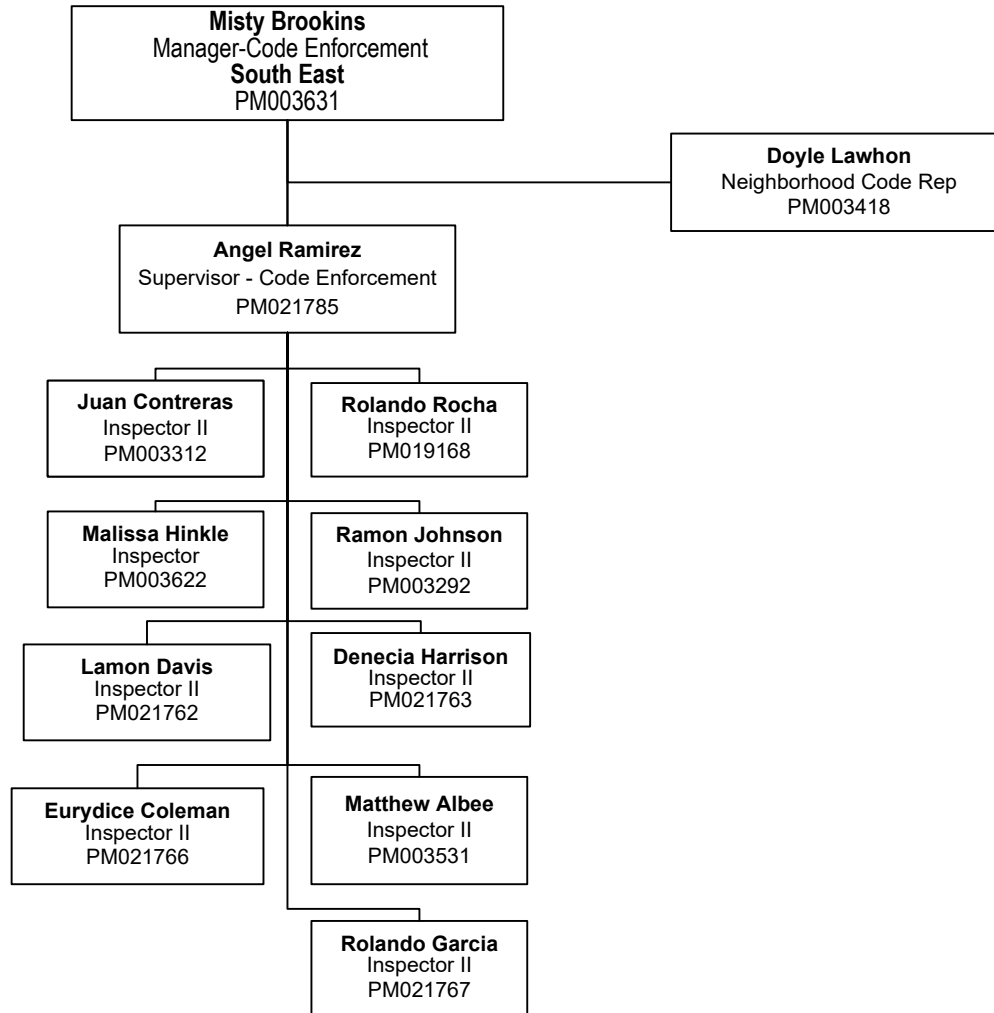 Misty Brookins
Manager-Code Enforcement
South East
PM003631
Doyle Lawhon
Neighborhood Code Rep
PM003418
Angel Ramirez
Supervisor - Code Enforcement
PM021785
Juan Contreras
Inspector II
PM003312
Rolando Rocha
Inspector II
PM019168
Malissa Hinkle
Inspector
PM003622
Ramon Johnson
Inspector II
PM003292
Lamon Davis
Inspector II
PM021762
Denecia Harrison
Inspector II
PM021763
Eurydice Coleman
Inspector II
PM021766
Matthew Albee
Inspector II
PM003531
Rolando Garcia
Inspector II
PM021767